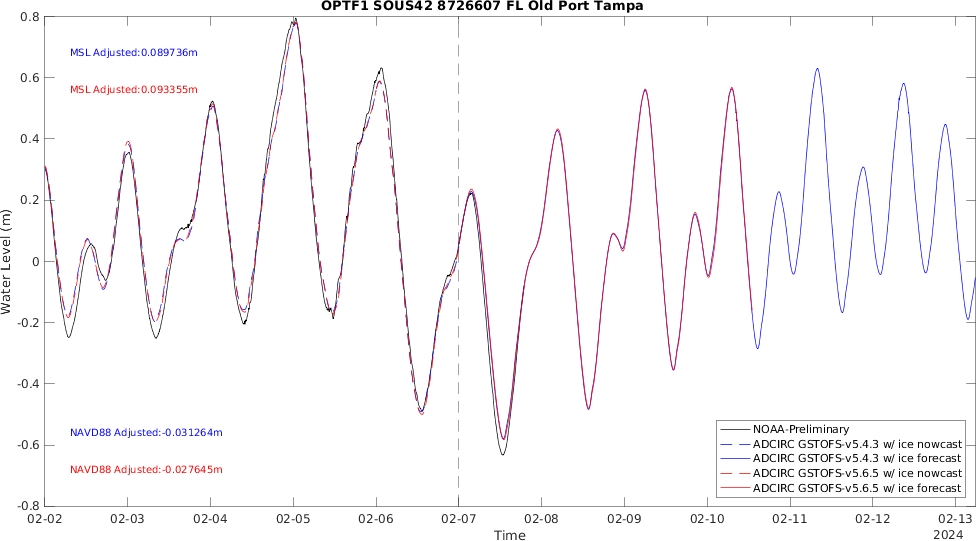 OPTF1 SOUS42 8726607 FL Old Port Tampa
0.8
0.6
0.4
0.2
0
-0.2
-0.4
-0.6
-0.8
Water Level (m)
MSL Adjusted:0.089736m
MSL Adjusted:0.093355m
NAVD88 Adjusted:-0.031264m
NAVD88 Adjusted:-0.027645m
NOAA-Preliminary
ADCIRC GSTOFS-v5.4.3 w/ ice nowcast
ADCIRC GSTOFS-v5.4.3 w/ ice forecast
ADCIRC GSTOFS-v5.6.5 w/ ice nowcast
ADCIRC GSTOFS-v5.6.5 w/ ice forecast
02-02 02-03 02-04 02-05 02-06 02-07 02-08 02-09 02-10 02-11 02-12 02-13
Time
2024